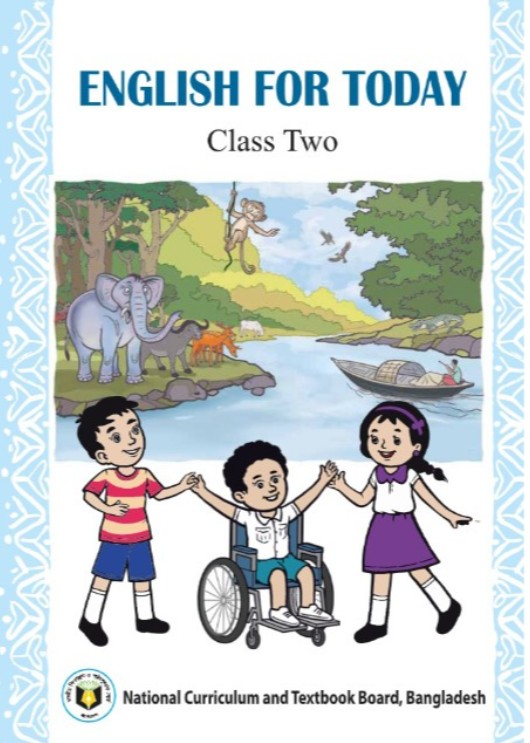 ENGLISH FOR TODAY
Class Two
National Curriculum and Textbook Board, Bangladesh